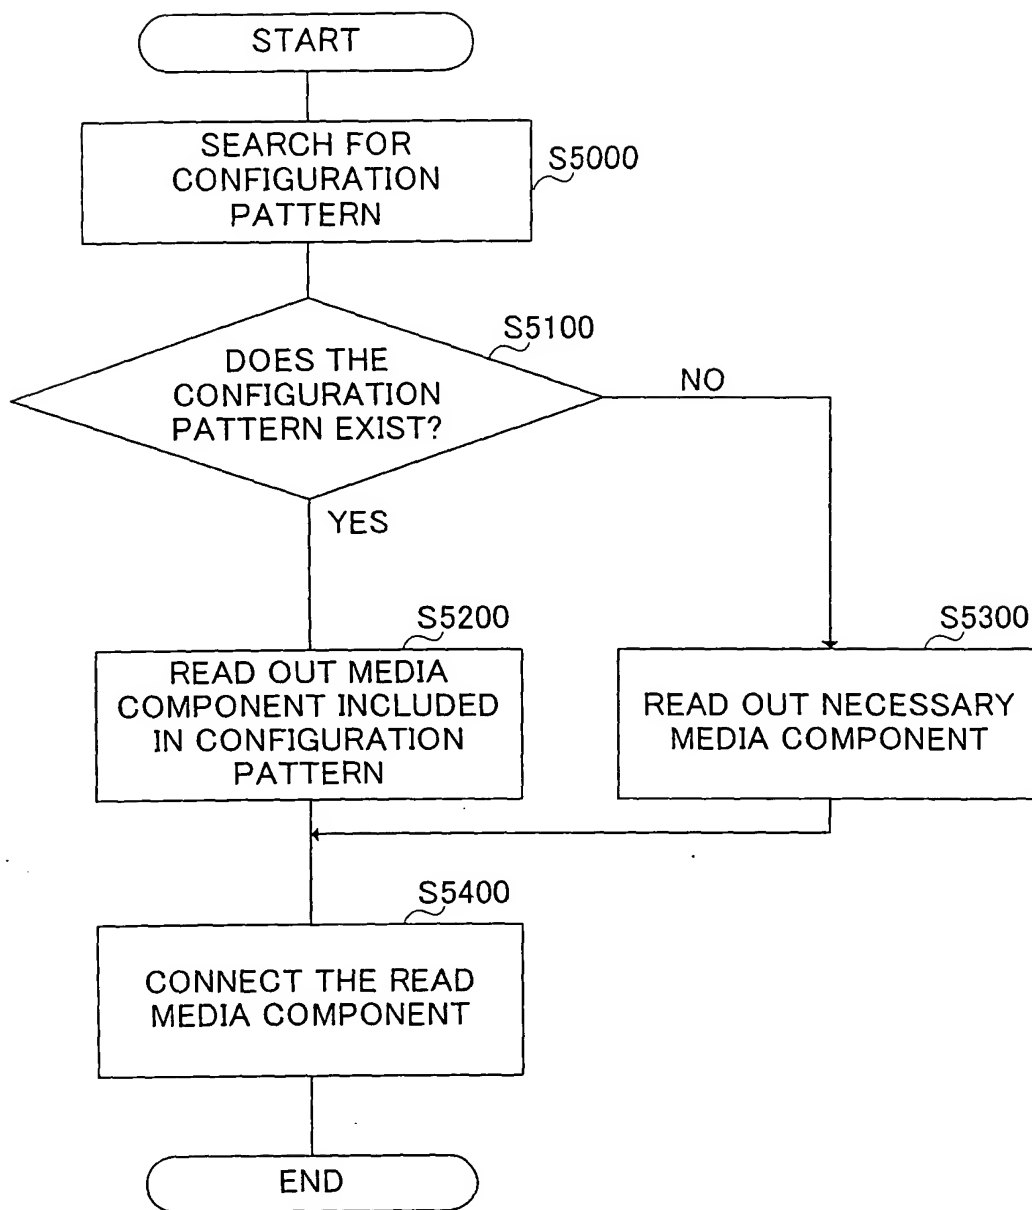 START
SEARCH FOR
CONFIGURATION
PATTERN
S5000
S5100
DOES THE
CONFIGURATION
PATTERN EXIST?
NO
YES
S5200
READ OUT MEDIA
COMPONENT INCLUDED
IN CONFIGURATION
PATTERN
S5300
READ OUT NECESSARY
MEDIA COMPONENT
S5400
CONNECT THE READ
MEDIA COMPONENT
END